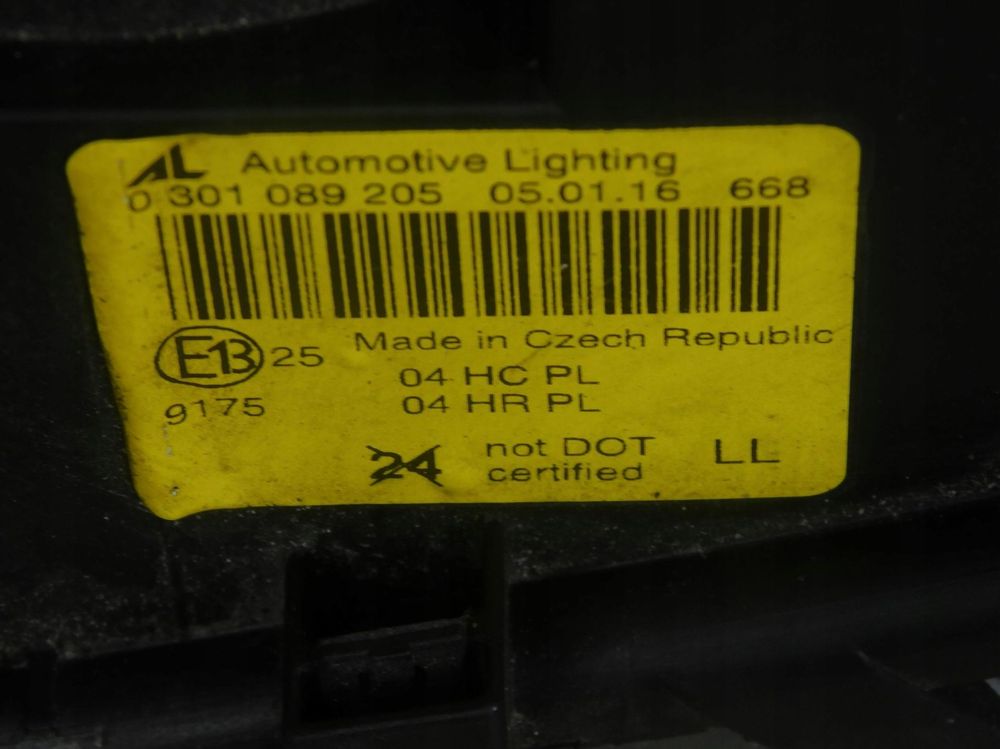 AL Automotive Lighting
0 301 089 205 05.01.16 668
E13 25 Made in Czech Republic
9175 04 HC PL
04 HR PL
24 not DOT certified LL